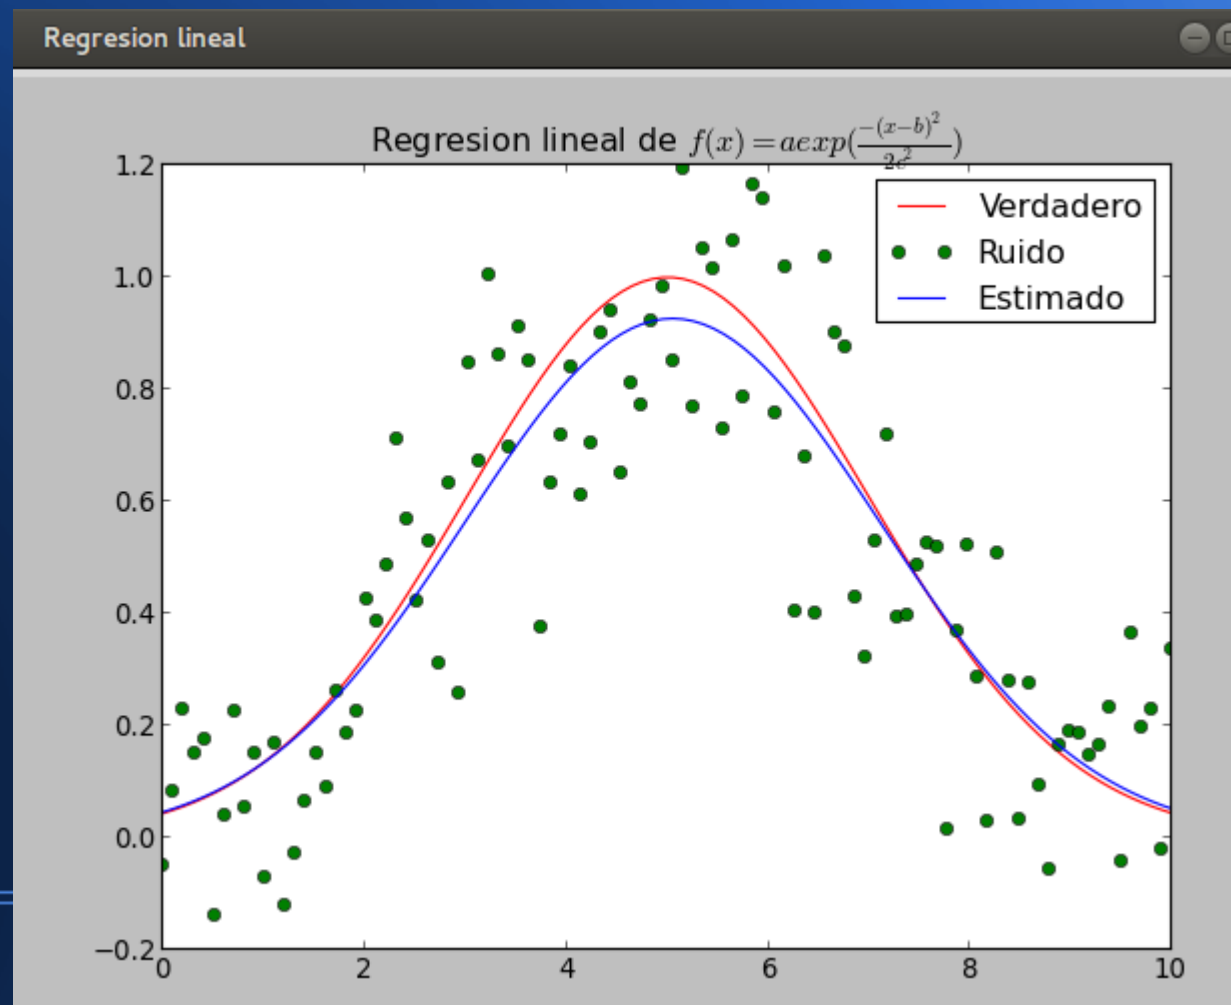 Regresion lineal
Regresion lineal de $f(x)=aexp(\frac{-(x-b)^2}{2c^2})$
Verdadero
Ruido
Estimado
1.2
1.0
0.8
0.6
0.4
0.2
0.0
−0.2
0 2 4 6 8 10